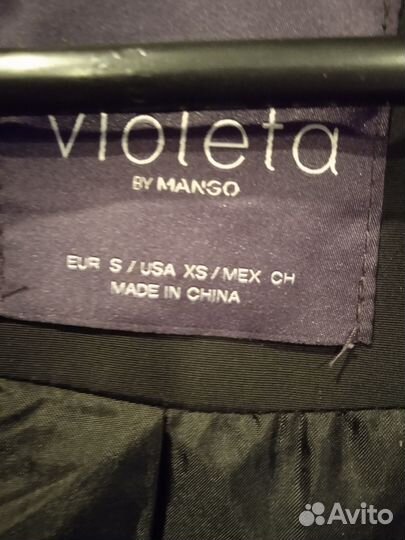 violeta
BY MANGO
EUR S / USA XS / MEX CH
MADE IN CHINA
Avito